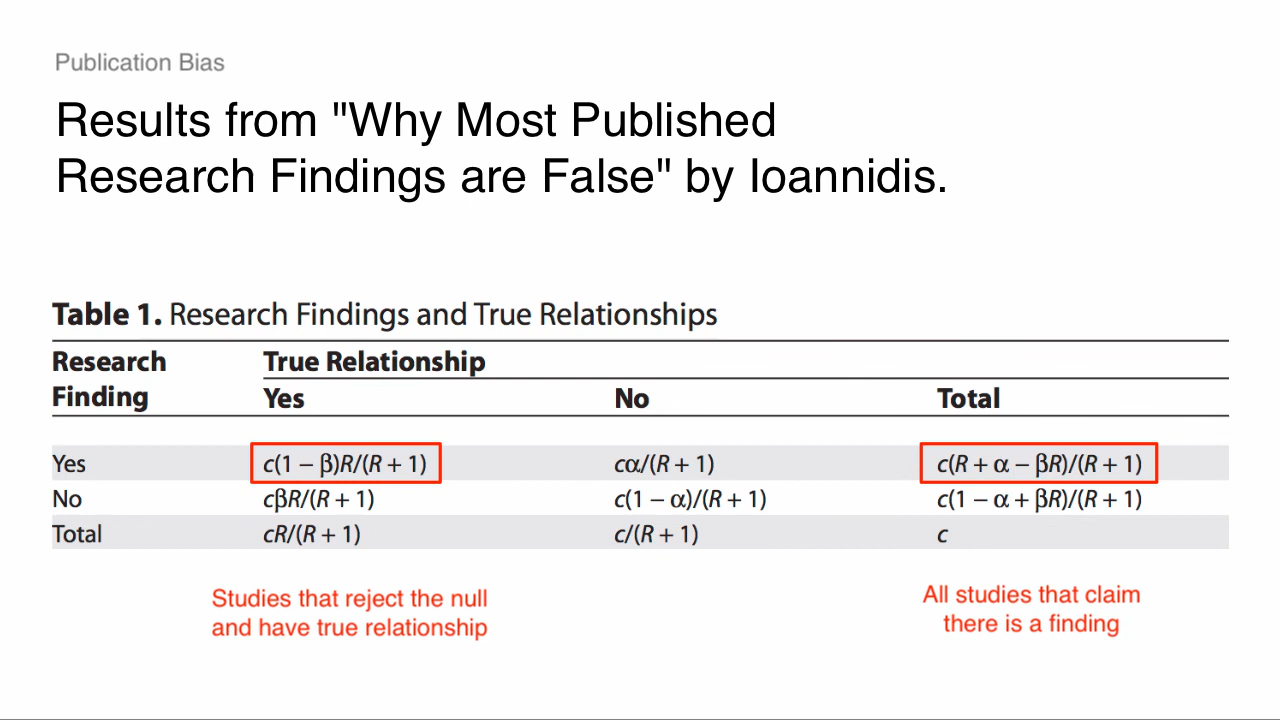 Publication Bias
Results from "Why Most Published
Research Findings are False" by Ioannidis.
Table 1. Research Findings and True Relationships
Research Finding True Relationship
Yes No Total
Yes c(1 − β)R/(R + 1) cα/(R + 1) c(R + α − βR)/(R + 1)
No cβR/(R + 1) c(1 − α)/(R + 1) c(1 − α + βR)/(R + 1)
Total cR/(R + 1) c/(R + 1) c
Studies that reject the null
and have true relationship
All studies that claim
there is a finding